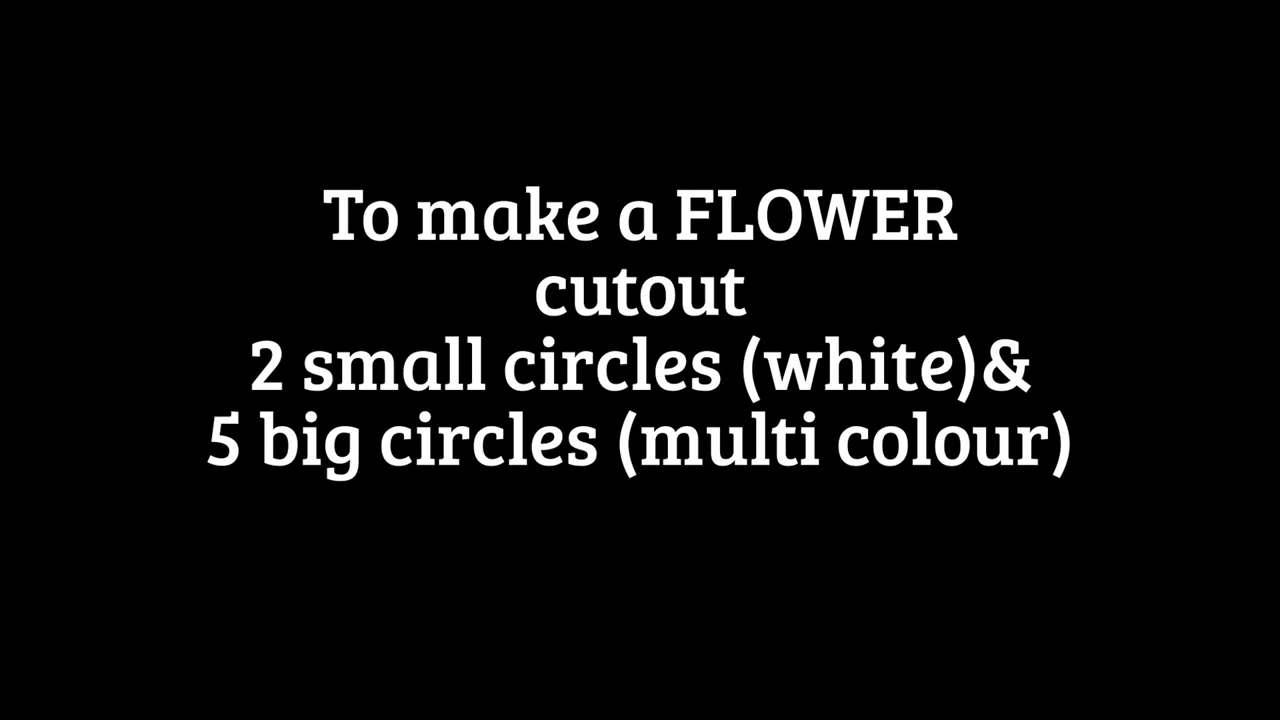 To make a FLOWER
cutout
2 small circles (white)&
5 big circles (multi colour)